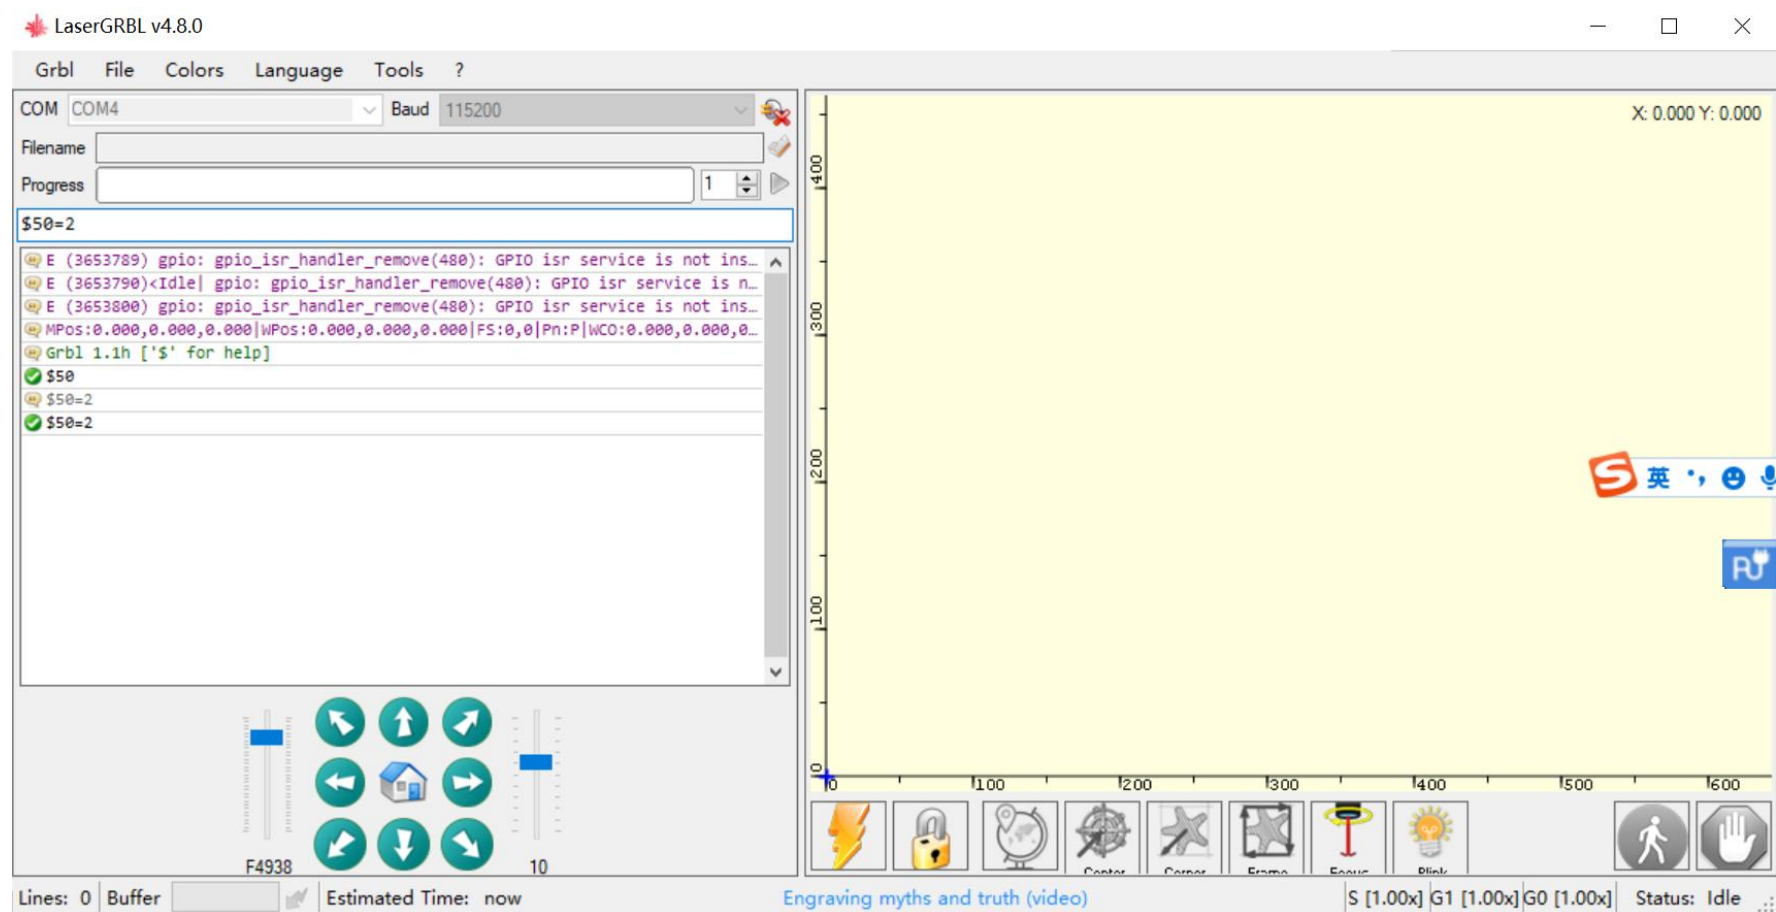 LaserGRBL v4.8.0
Grbl File Colors Language Tools ?
COM COM4 Baud 115200
Filename
Progress 1
$50=2
E (3653789) gpio: gpio_isr_handler_remove(480): GPIO isr service is not ins…
E (3653790)<Idle| gpio: gpio_isr_handler_remove(480): GPIO isr service is n…
E (3653800) gpio: gpio_isr_handler_remove(480): GPIO isr service is not ins…
MPos:0.000,0.000,0.000|WPos:0.000,0.000,0.000|FS:0,0|Pn:P|WCO:0.000,0.000,0…
Grbl 1.1h ['$' for help]
$50
$50=2
$50=2
F4938
10
X: 0.000 Y: 0.000
400
300
200
100
0
0 100 200 300 400 500 600
英
Center Corner Frame Focus Blink
Lines: 0 Buffer Estimated Time: now Engraving myths and truth (video) S [1.00x] G1 [1.00x] G0 [1.00x] Status: Idle